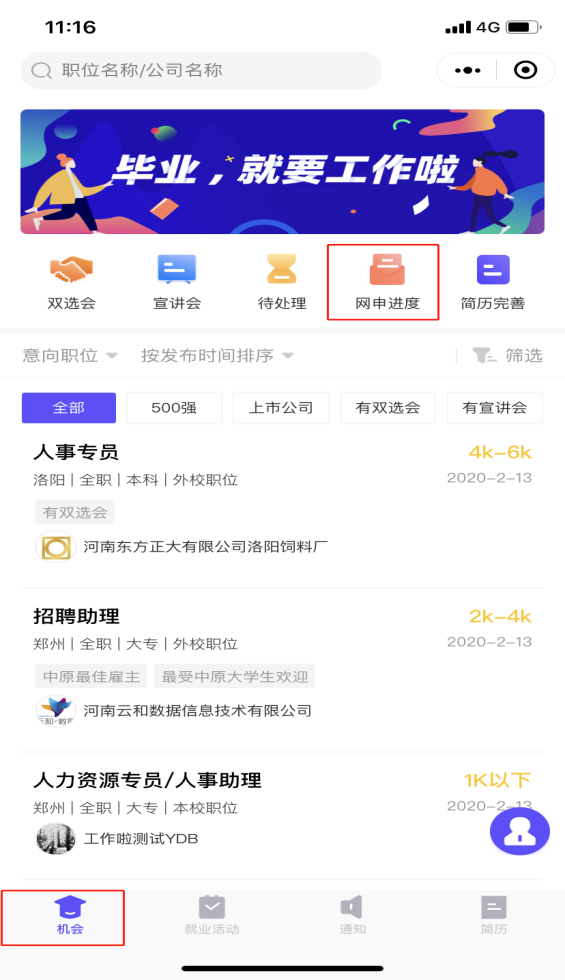 11:16
4G
职位名称/公司名称
毕业，就要工作啦
双选会 宣讲会 待处理 网申进度 简历完善
意向职位 按发布时间排序 筛选
全部 500强 上市公司 有双选会 有宣讲会
人事专员 4k-6k
洛阳 | 全职 | 本科 | 外校职位 2020-2-13
有双选会
河南东方正大有限公司洛阳饲料厂
招聘助理 2k-4k
郑州 | 全职 | 大专 | 外校职位 2020-2-13
中原最佳雇主 最受中原大学生欢迎
河南云和数据信息技术有限公司
人力资源专员/人事助理 1K以下
郑州 | 全职 | 大专 | 本校职位 2020-2-13
工作啦测试YDB
机会 就业活动 通知 简历